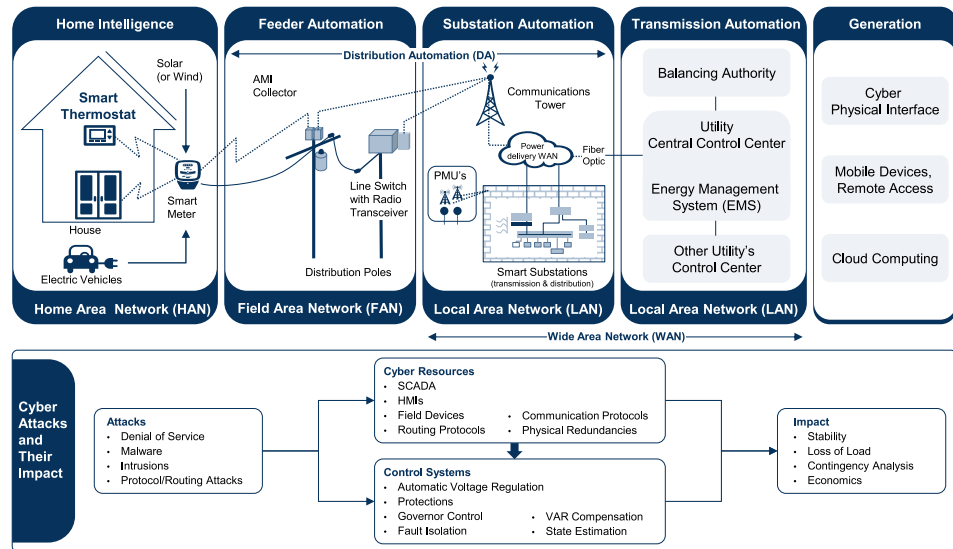 Home Intelligence
Solar
(or Wind)
Smart
Thermostat
House
Smart
Meter
Electric Vehicles
Home Area Network (HAN)
Feeder Automation
Distribution Automation (DA)
AMI
Collector
Line Switch
with Radio
Transceiver
Distribution Poles
Field Area Network (FAN)
Substation Automation
Communications
Tower
Power
delivery WAN
Fiber
Optic
PMU's
Smart Substations
(transmission & distribution)
Local Area Network (LAN)
Transmission Automation
Balancing Authority
Utility
Central Control Center
Energy Management
System (EMS)
Other Utility's
Control Center
Local Area Network (LAN)
Wide Area Network (WAN)
Generation
Cyber
Physical Interface
Mobile Devices,
Remote Access
Cloud Computing
Cyber
Attacks
and
Their
Impact
Attacks
• Denial of Service
• Malware
• Intrusions
• Protocol/Routing Attacks
Cyber Resources
• SCADA
• HMIs
• Field Devices
• Routing Protocols
• Communication Protocols
• Physical Redundancies
Control Systems
• Automatic Voltage Regulation
• Protections
• Governor Control
• Fault Isolation
• VAR Compensation
• State Estimation
Impact
• Stability
• Loss of Load
• Contingency Analysis
• Economics